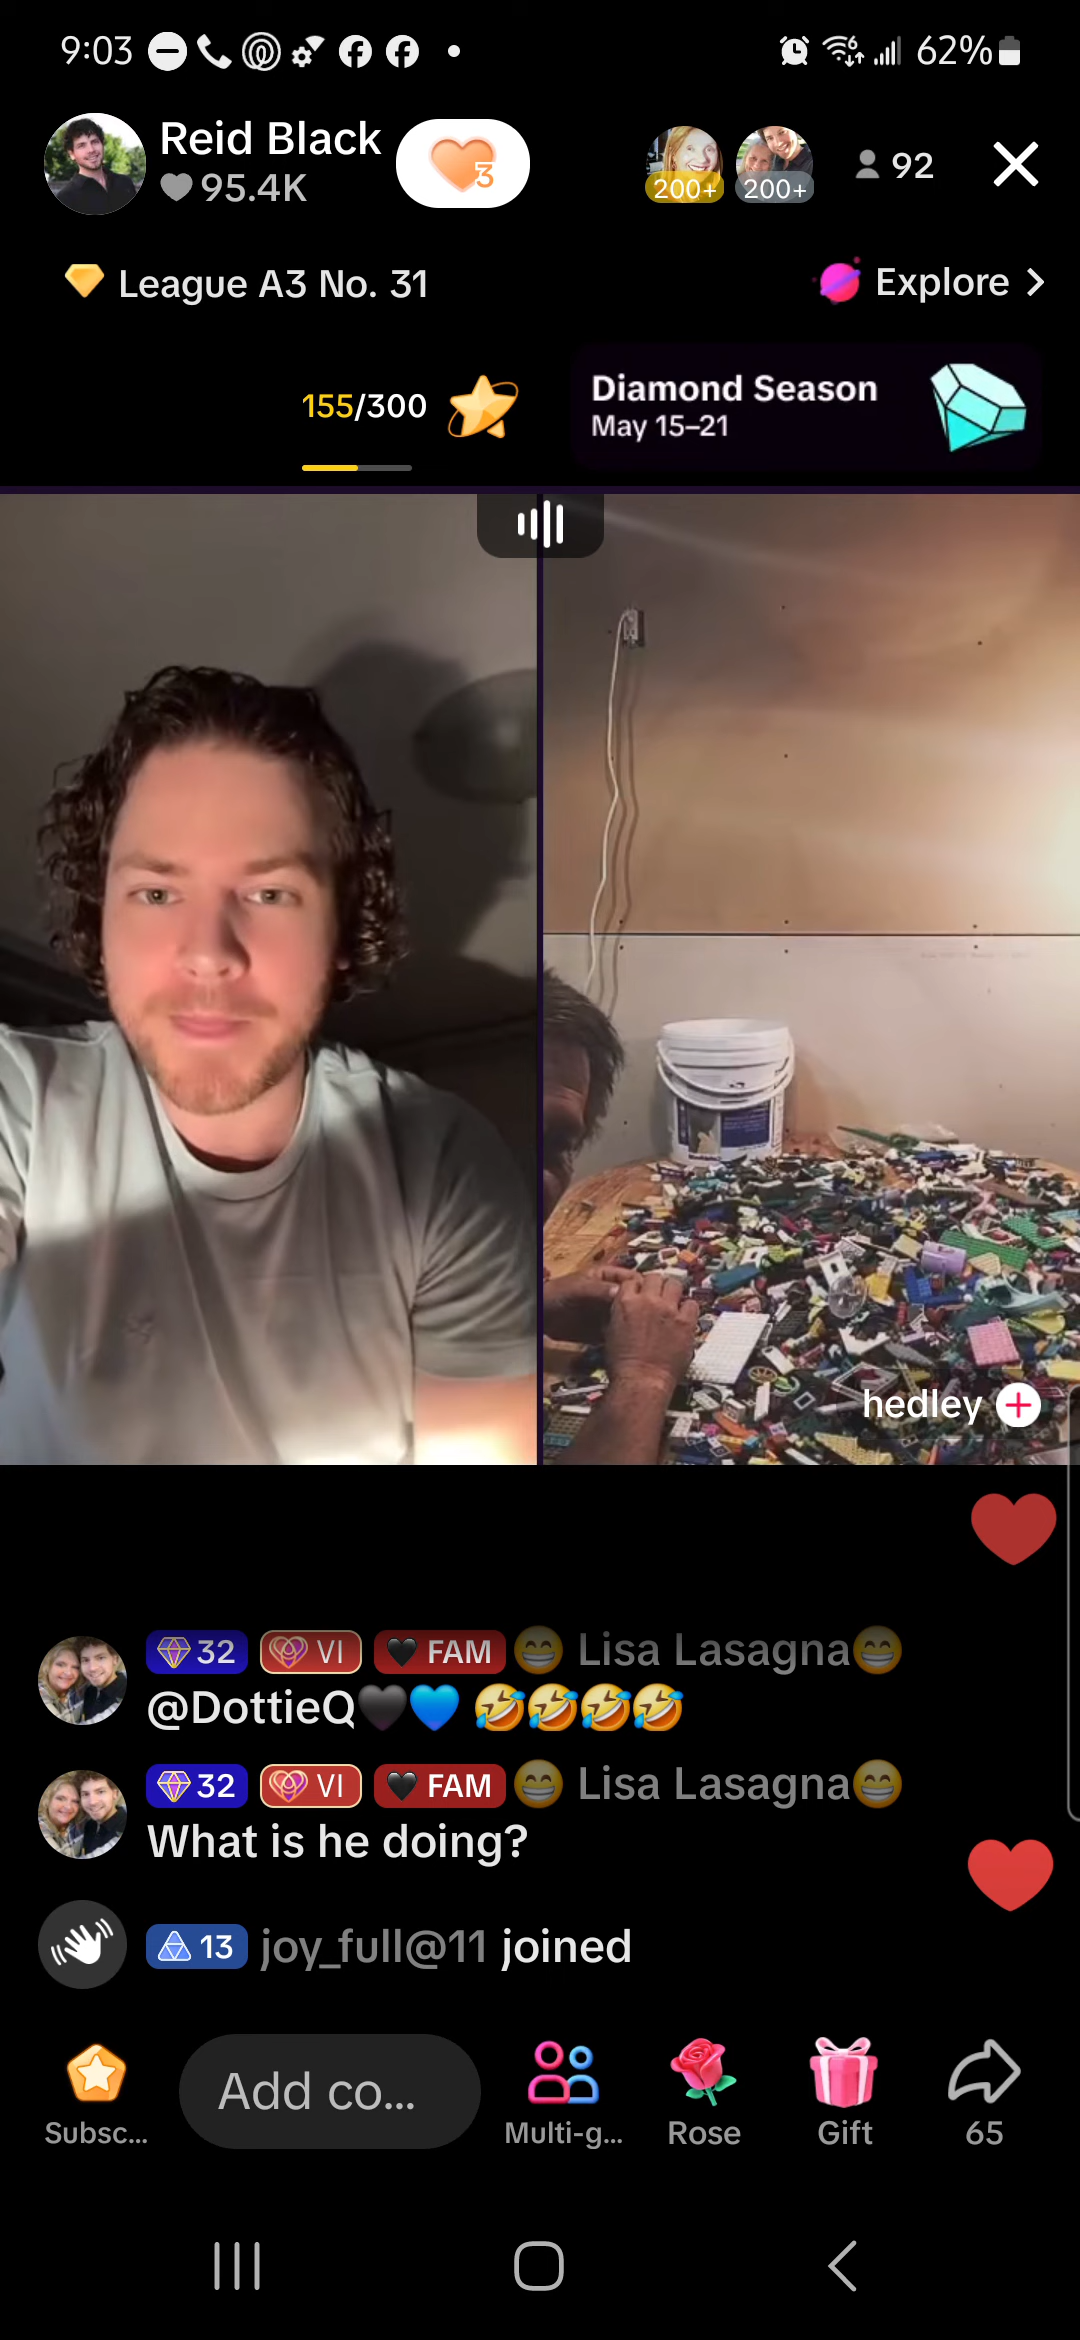 9:03
62%
Reid Black
95.4K
3
200+
200+
92
League A3 No. 31
Explore
155/300
Diamond Season
May 15–21
hedley
32 VI 🖤 FAM 😁 Lisa Lasagna😁
@DottieQ🖤💙 🤣🤣🤣🤣
32 VI 🖤 FAM 😁 Lisa Lasagna😁
What is he doing?
13 joy_full@11 joined
Add co...
Subsc...
Multi-g...
Rose
Gift
65